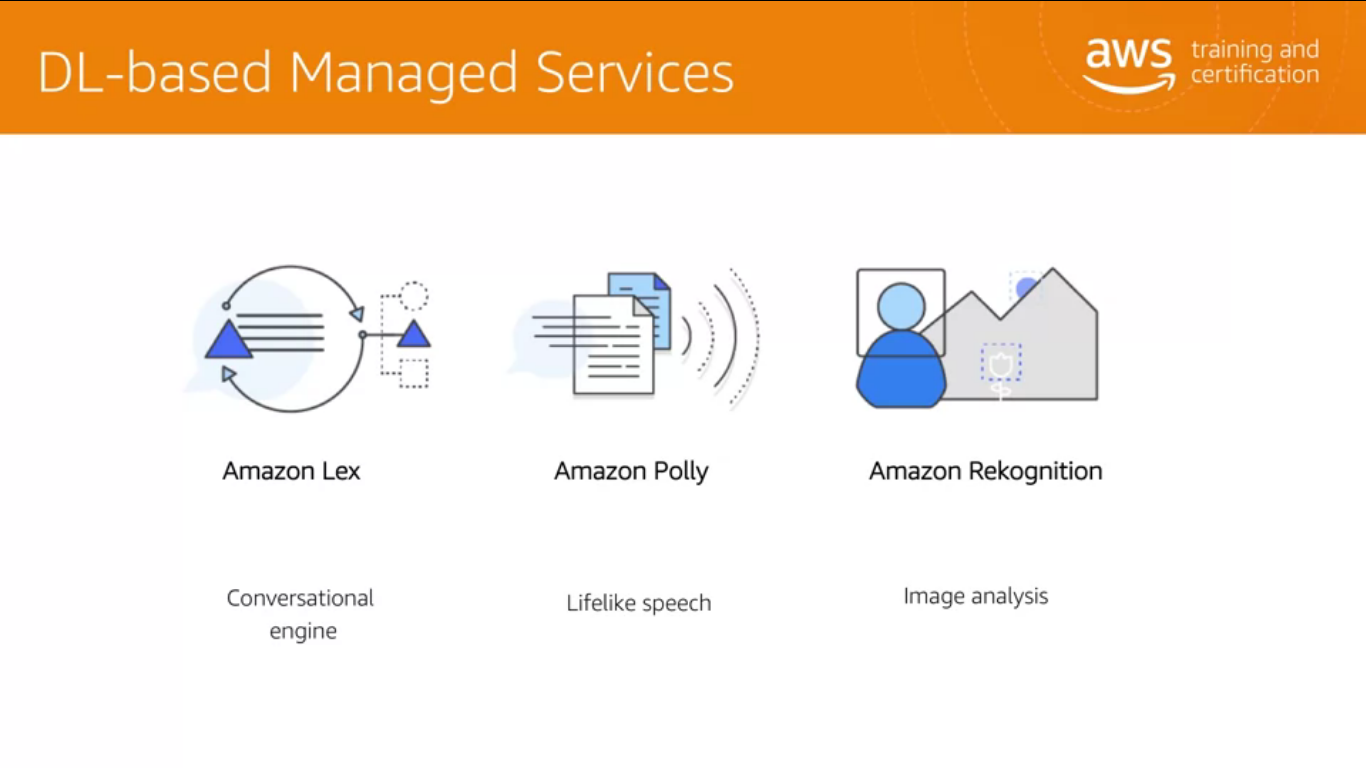 DL-based Managed Services
aws training and
certification
Amazon Lex
Amazon Polly
Amazon Rekognition
Conversational
engine
Lifelike speech
Image analysis